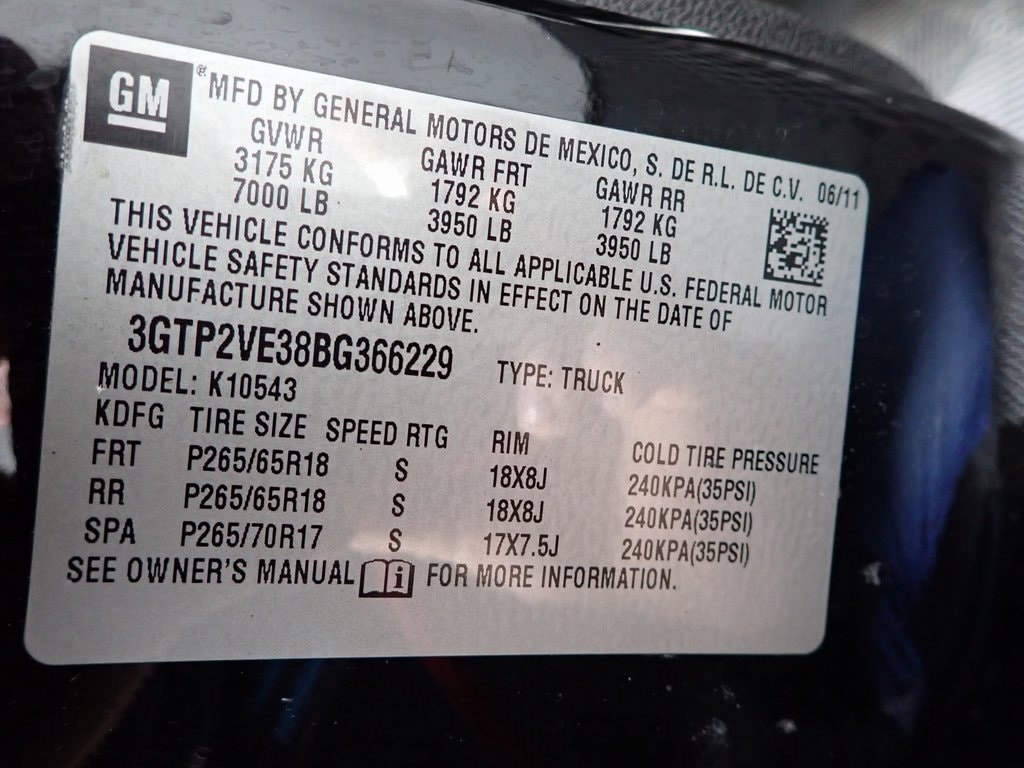 GM ® MFD BY GENERAL MOTORS DE MEXICO, S. DE R.L. DE C.V. 06/11
GVWR GAWR FRT GAWR RR
3175 KG 1792 KG 1792 KG
7000 LB 3950 LB 3950 LB
THIS VEHICLE CONFORMS TO ALL APPLICABLE U.S. FEDERAL MOTOR
VEHICLE SAFETY STANDARDS IN EFFECT ON THE DATE OF
MANUFACTURE SHOWN ABOVE.
3GTP2VE38BG366229 TYPE: TRUCK
MODEL: K10543
KDFG TIRE SIZE SPEED RTG RIM COLD TIRE PRESSURE
FRT P265/65R18 S 18X8J 240KPA(35PSI)
RR P265/65R18 S 18X8J 240KPA(35PSI)
SPA P265/70R17 S 17X7.5J 240KPA(35PSI)
SEE OWNER'S MANUAL i FOR MORE INFORMATION.